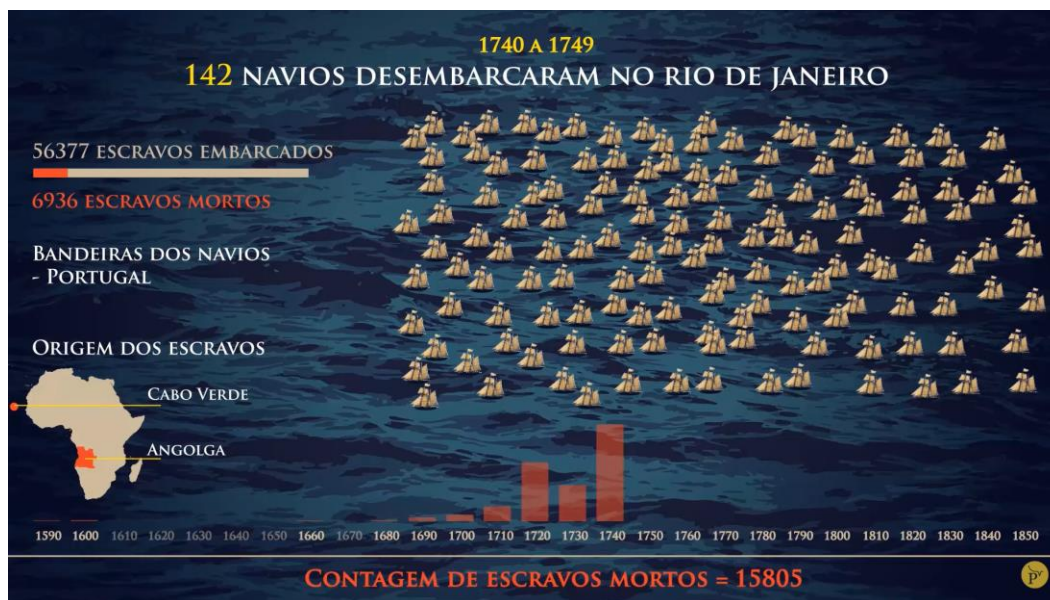 1740 A 1749
142 NAVIOS DESEMBARCARAM NO RIO DE JANEIRO
56377 ESCRAVOS EMBARCADOS
6936 ESCRAVOS MORTOS
BANDEIRAS DOS NAVIOS
- PORTUGAL
ORIGEM DOS ESCRAVOS
CABO VERDE
ANGOLGA
1590 1600 1610 1620 1630 1640 1650 1660 1670 1680 1690 1700 1710 1720 1730 1740 1750 1760 1770 1780 1790 1800 1810 1820 1830 1840 1850
CONTAGEM DE ESCRAVOS MORTOS = 15805
PV